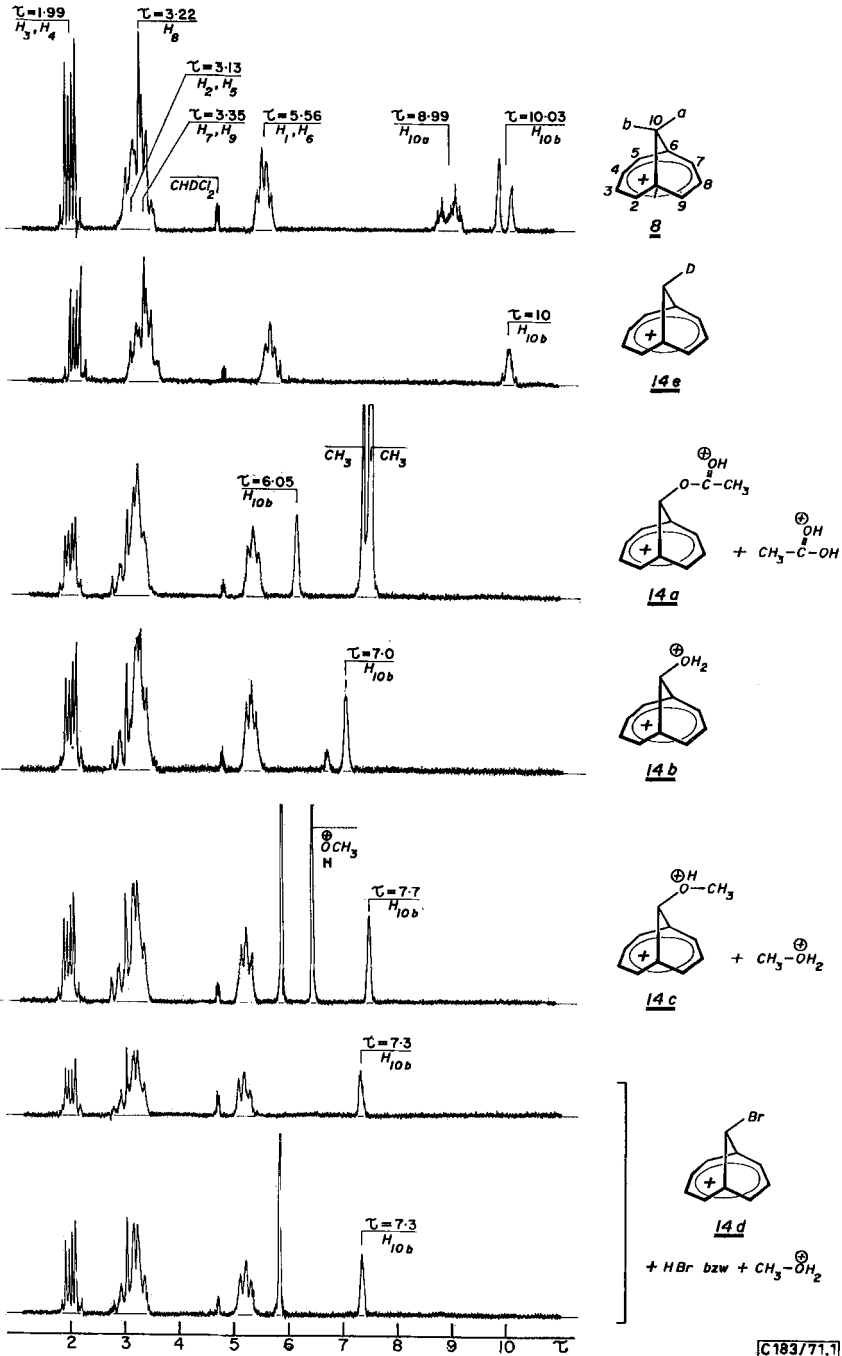 τ=1·99
H3, H4
τ=3·22
H8
τ=3·13
H2, H5
τ=3·35
H7, H9
CHDCl2
τ=5·56
H1, H6
τ=8·99
H10a
τ=10·03
H10b
b 10 a
5 6 7
4 + 8
3 2 9
8
τ=10
H10b
D
+
14e
τ=6·05
H10b
CH3 CH3
⊕
OH
O–C–CH3
+
14a
+
⊕
OH
CH3–C–OH
τ=7·0
H10b
⊕
OH2
+
14b
⊕
OCH3
H
τ=7·7
H10b
⊕H
O–CH3
+
14c
+ CH3–OH2
⊕
τ=7·3
H10b
τ=7·3
H10b
Br
+
14d
+ HBr bzw + CH3–OH2
⊕
2 3 4 5 6 7 8 9 10 τ
C183/71.1